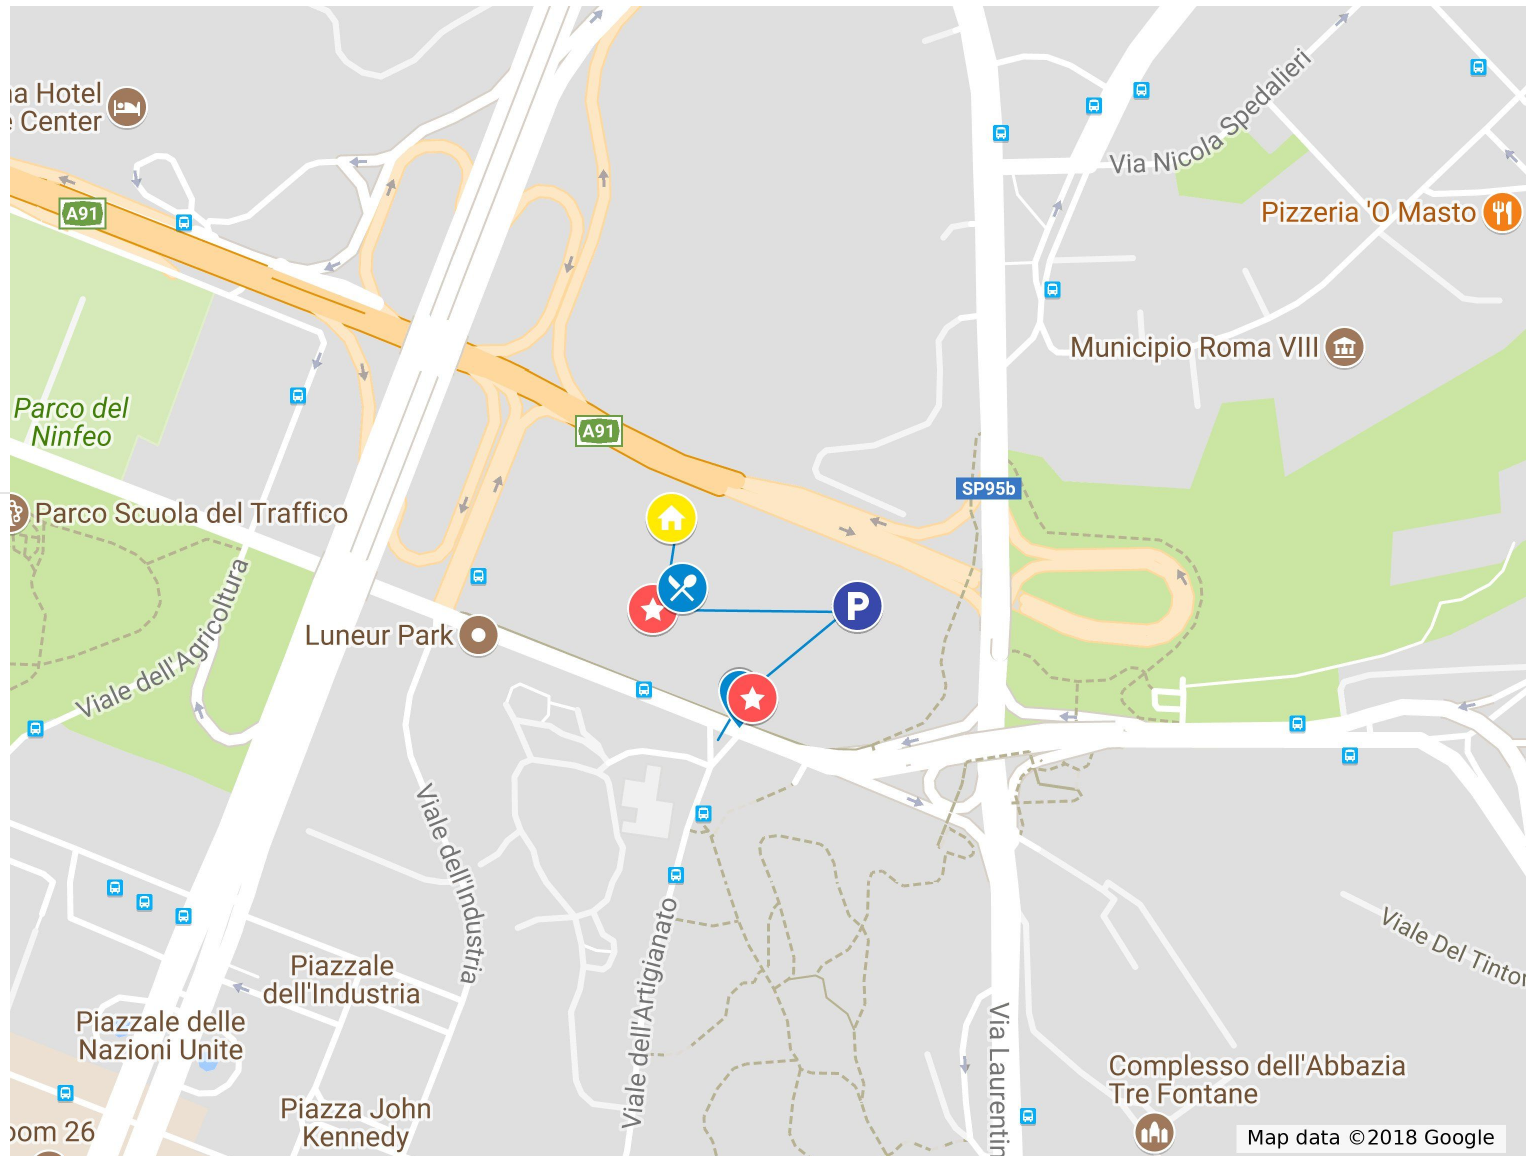 na Hotel
e Center
A91
Via Nicola Spedalieri
Pizzeria 'O Masto
Municipio Roma VIII
Parco del
Ninfeo
A91
SP95b
Parco Scuola del Traffico
P
Viale dell'Agricoltura
Luneur Park
Viale dell'Industria
Viale dell'Artigianato
Viale Del Tintor
Piazzale
dell'Industria
Piazzale delle
Nazioni Unite
Via Laurentin
Complesso dell'Abbazia
Tre Fontane
Piazza John
Kennedy
oom 26
Map data ©2018 Google